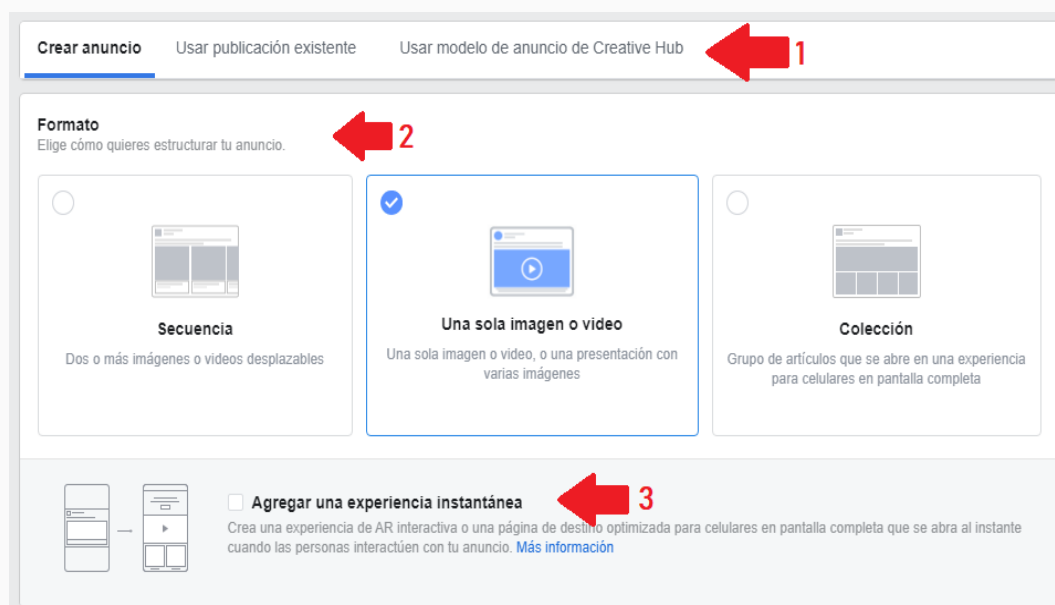 Crear anuncio Usar publicación existente Usar modelo de anuncio de Creative Hub 1
Formato
Elige cómo quieres estructurar tu anuncio.
2
Secuencia
Dos o más imágenes o videos desplazables
Una sola imagen o video
Una sola imagen o video, o una presentación con
varias imágenes
Colección
Grupo de artículos que se abre en una experiencia
para celulares en pantalla completa
Agregar una experiencia instantánea 3
Crea una experiencia de AR interactiva o una página de destino optimizada para celulares en pantalla completa que se abra al instante
cuando las personas interactúen con tu anuncio. Más información